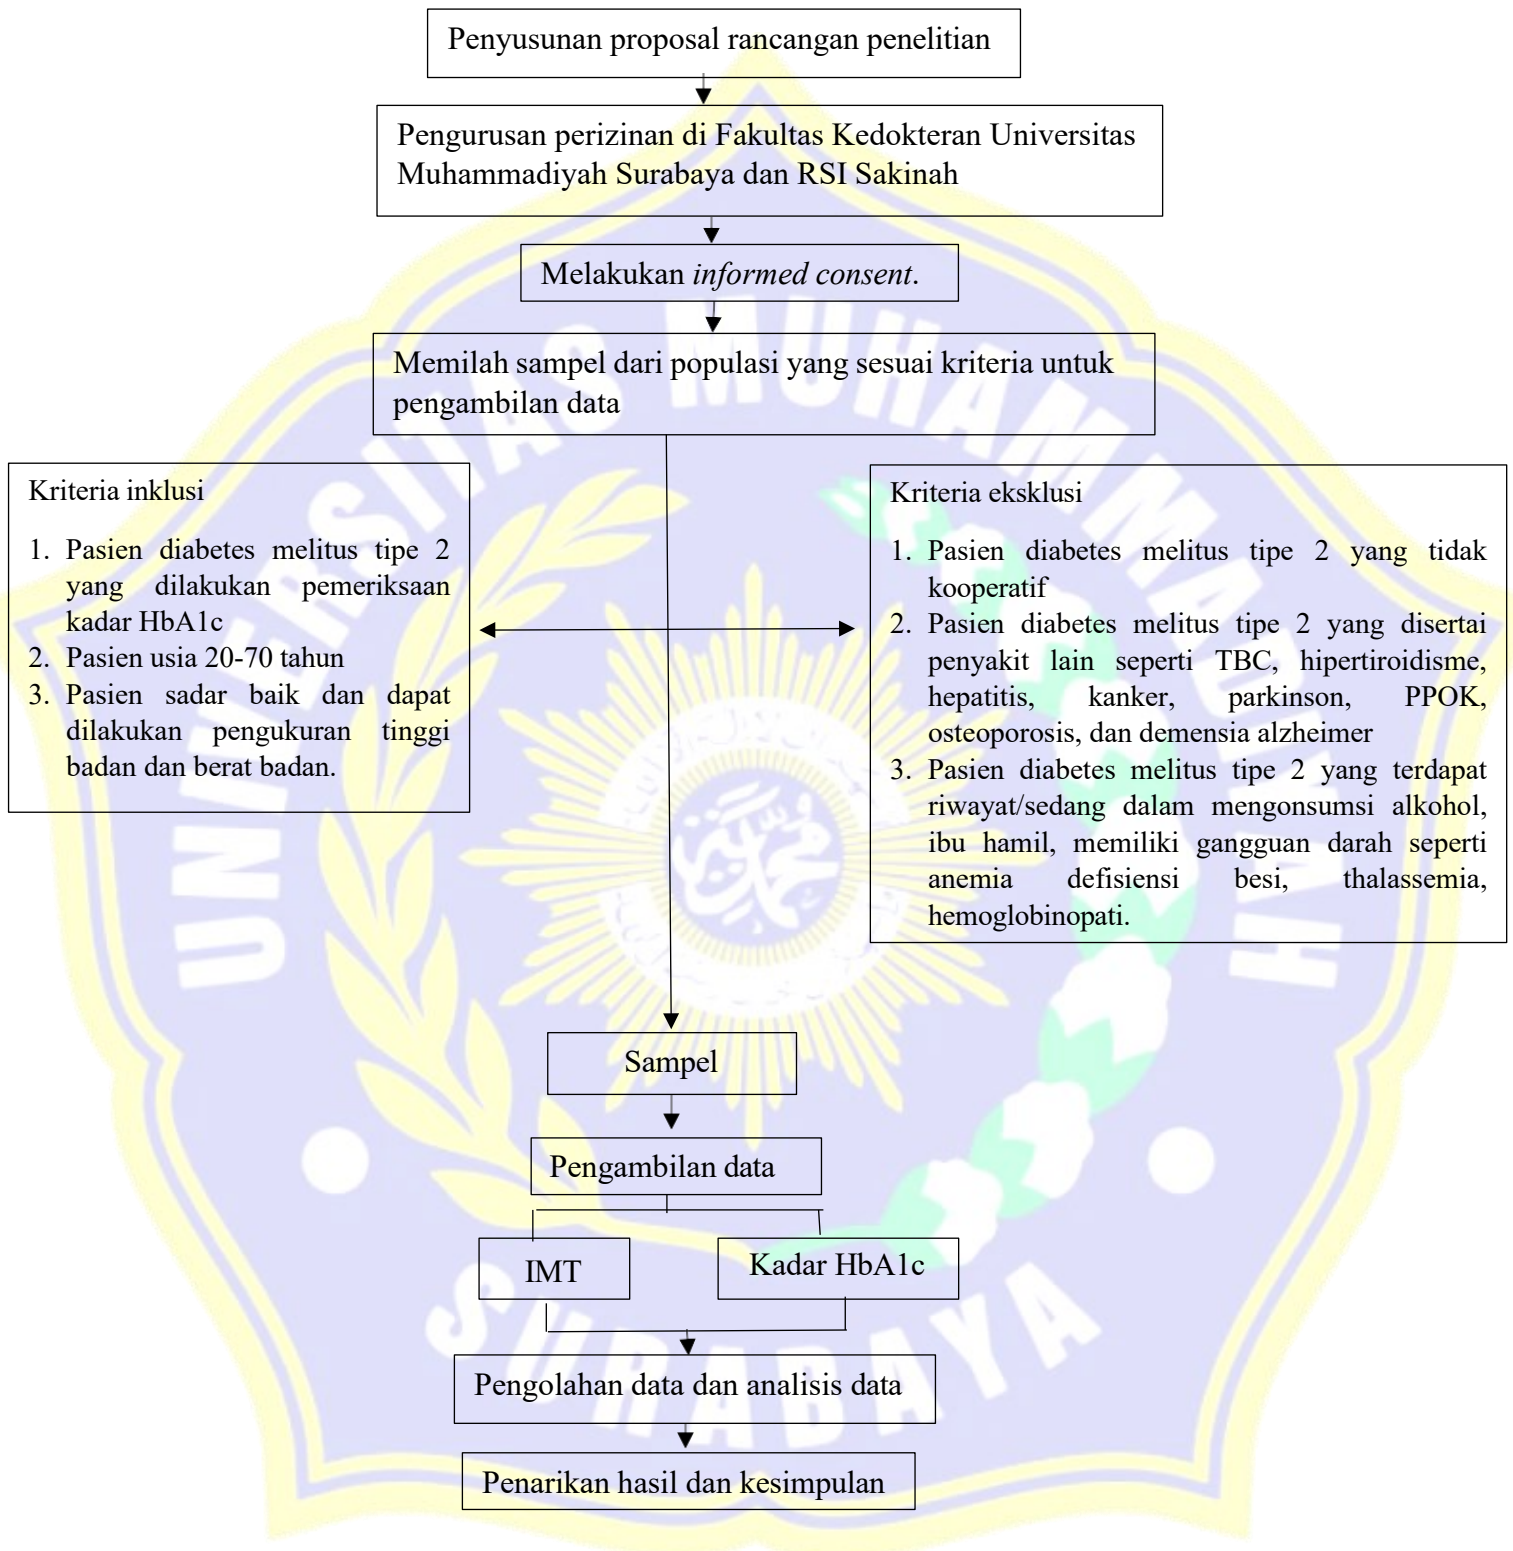 Penyusunan proposal rancangan penelitian
Pengurusan perizinan di Fakultas Kedokteran Universitas
Muhammadiyah Surabaya dan RSI Sakinah
Melakukan informed consent.
Memilah sampel dari populasi yang sesuai kriteria untuk
pengambilan data
Kriteria inklusi
1. Pasien diabetes melitus tipe 2
yang dilakukan pemeriksaan
kadar HbA1c
2. Pasien usia 20-70 tahun
3. Pasien sadar baik dan dapat
dilakukan pengukuran tinggi
badan dan berat badan.
Kriteria eksklusi
1. Pasien diabetes melitus tipe 2 yang tidak
kooperatif
2. Pasien diabetes melitus tipe 2 yang disertai
penyakit lain seperti TBC, hipertiroidisme,
hepatitis, kanker, parkinson, PPOK,
osteoporosis, dan demensia alzheimer
3. Pasien diabetes melitus tipe 2 yang terdapat
riwayat/sedang dalam mengonsumsi alkohol,
ibu hamil, memiliki gangguan darah seperti
anemia defisiensi besi, thalassemia,
hemoglobinopati.
Sampel
Pengambilan data
IMT
Kadar HbA1c
Pengolahan data dan analisis data
Penarikan hasil dan kesimpulan
UNIVERSITAS MUHAMMADIYAH
SURABAYA